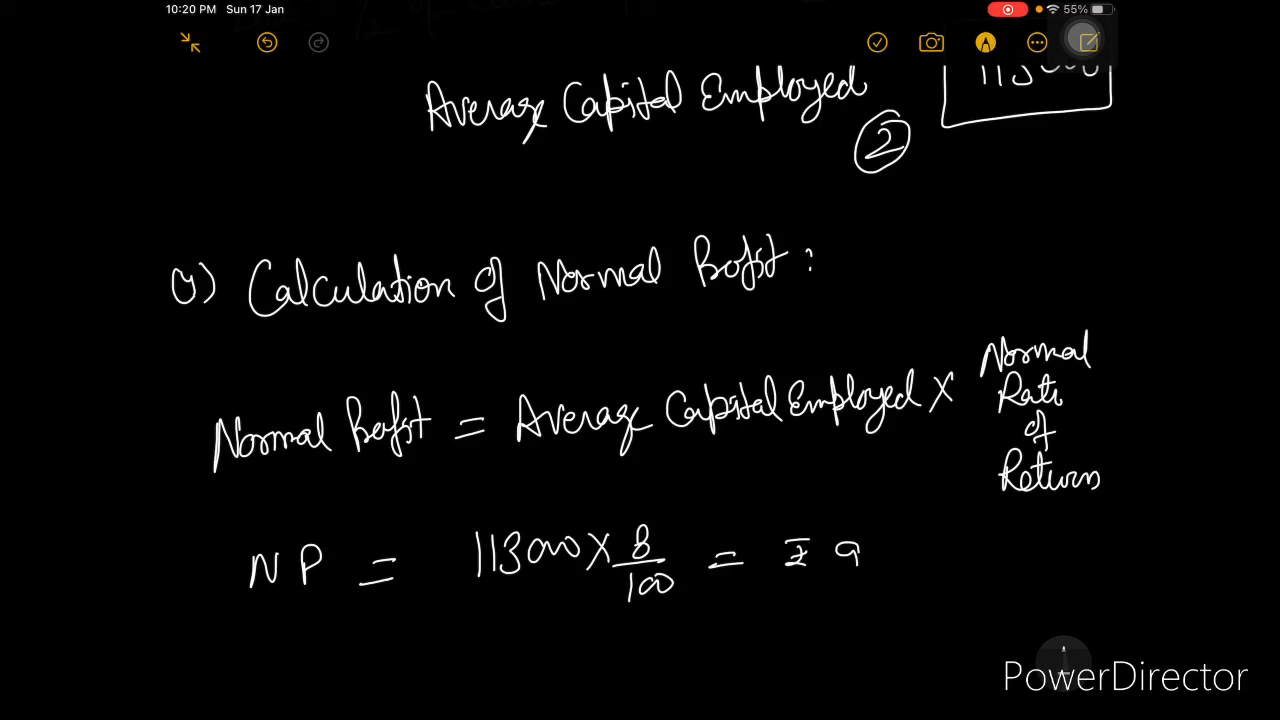 10:20 PM Sun 17 Jan 55%
Average Capital Employed 113000
2
v) Calculation of Normal Profit :
Normal Profit = Average Capital Employed X Normal Rate of Return
NP = 113000 X 8/100 = ₹ 9
PowerDirector